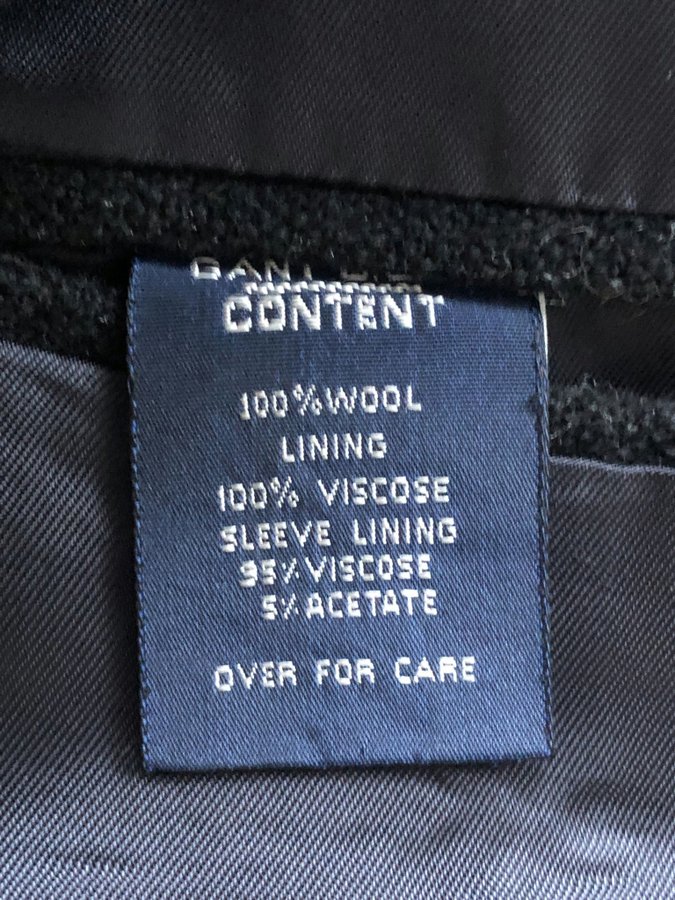 CONTENT
100% WOOL
LINING
100% VISCOSE
SLEEVE LINING
95% VISCOSE
5% ACETATE
OVER FOR CARE